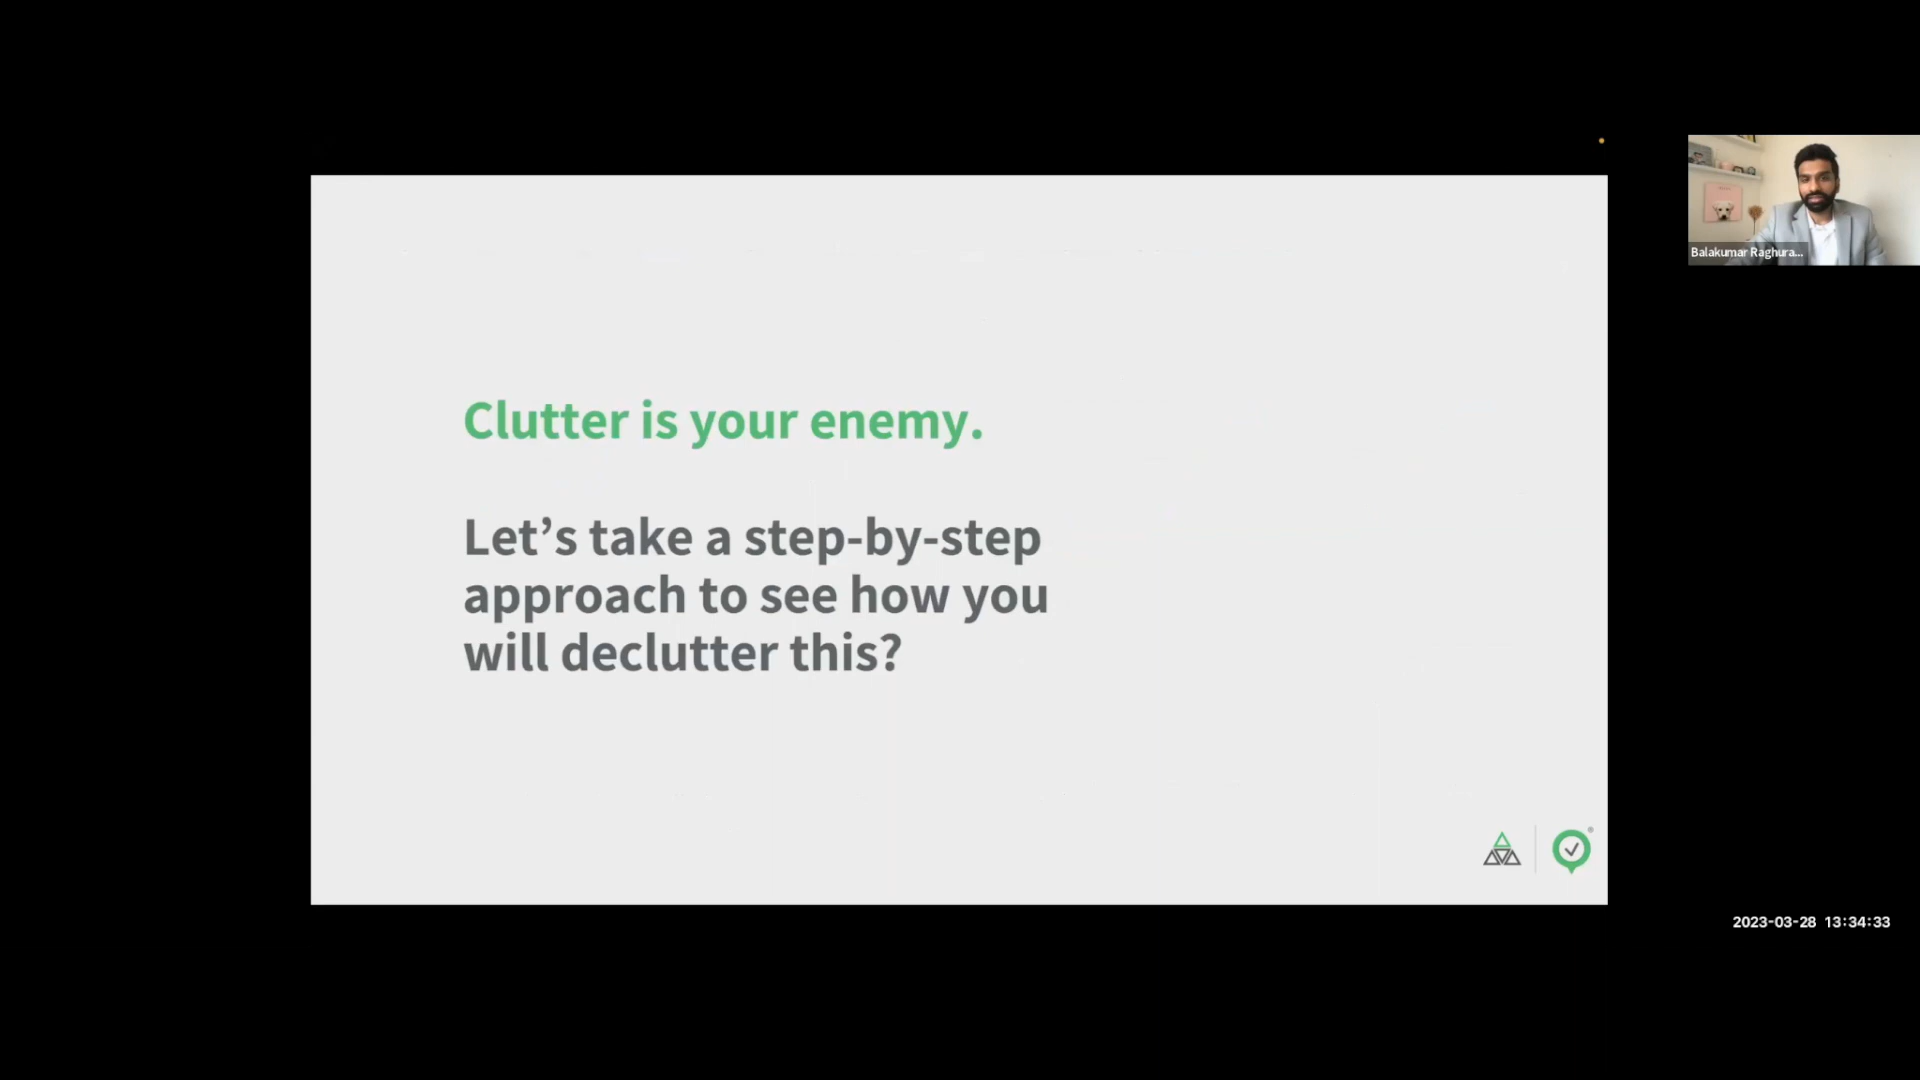 Clutter is your enemy.
Let’s take a step-by-step
approach to see how you
will declutter this?
Balakumar Raghura...
®
2023-03-28 13:34:33